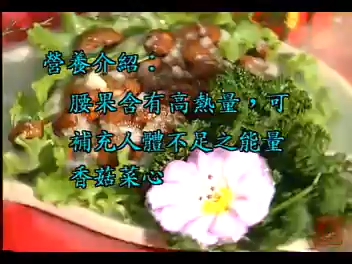 營養介紹：
腰果含有高熱量，可
補充人體不足之能量
香菇菜心